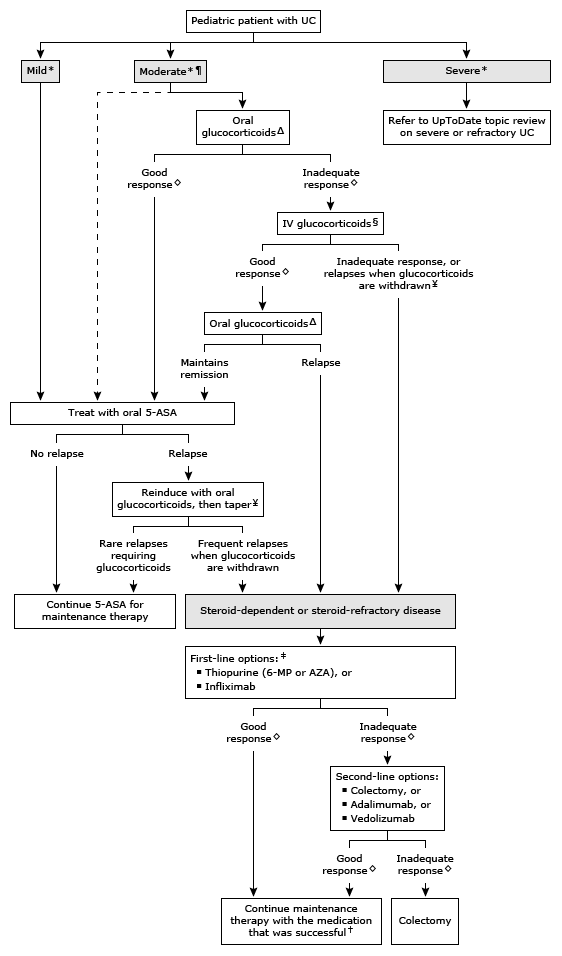 Pediatric patient with UC
Mild*
Moderate*¶
Severe*
Oral
glucocorticoidsΔ
Refer to UpToDate topic review
on severe or refractory UC
Good
response◇
Inadequate
response◇
IV glucocorticoids§
Good
response◇
Inadequate response, or
relapses when glucocorticoids
are withdrawn¥
Oral glucocorticoidsΔ
Maintains
remission
Relapse
Treat with oral 5-ASA
No relapse
Relapse
Reinduce with oral
glucocorticoids, then taper¥
Rare relapses
requiring
glucocorticoids
Frequent relapses
when glucocorticoids
are withdrawn
Continue 5-ASA for
maintenance therapy
Steroid-dependent or steroid-refractory disease
First-line options:‡
▪ Thiopurine (6-MP or AZA), or
▪ Infliximab
Good
response◇
Inadequate
response◇
Second-line options:
▪ Colectomy, or
▪ Adalimumab, or
▪ Vedolizumab
Good
response◇
Inadequate
response◇
Continue maintenance
therapy with the medication
that was successful†
Colectomy